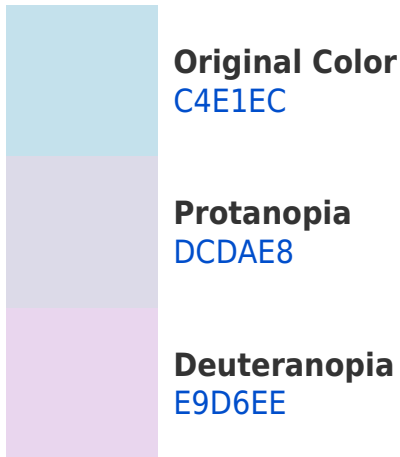 Original Color
C4E1EC
Protanopia
DCDAE8
Deuteranopia
E9D6EE